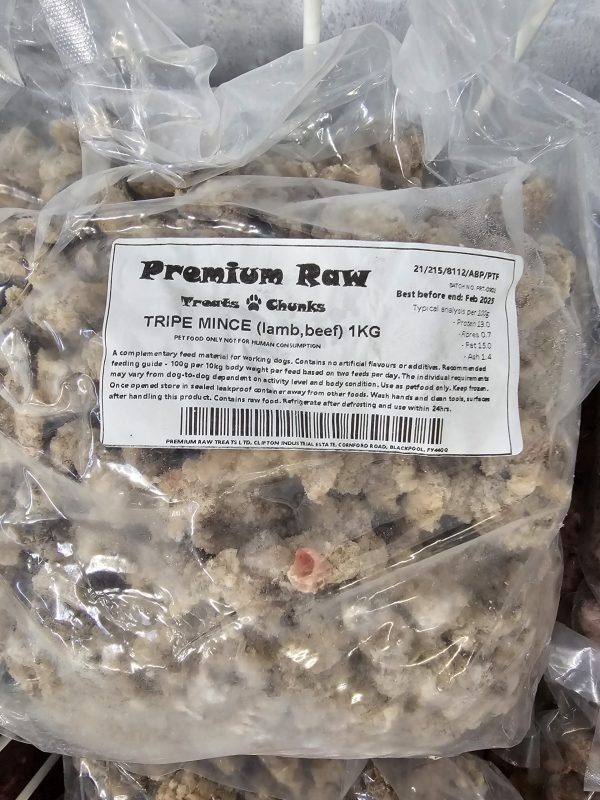 Premium Raw
Treats Chunks
TRIPE MINCE (lamb,beef) 1KG
PET FOOD ONLY NOT FOR HUMAN CONSUMPTION
21/215/8112/ABP/PTF
BATCH NO. PRT-0901
Best before end: Feb 2025
Typical analysis per 100g
- Protein 13.0
- Fibres 0.7
- Fat 15.0
- Ash 1.4
A complementary feed material for working dogs. Contains no artificial flavours or additives. Recommended
feeding guide - 100g per 10kg body weight per feed based on two feeds per day. The individual requirements
may vary from dog-to-dog dependent on activity level and body condition. Use as petfood only. Keep frozen.
Once opened store in sealed leakproof container away from other foods. Wash hands and clean tools, surfaces
after handling this product. Contains raw food. Refrigerate after defrosting and use within 24hrs.
PREMIUM RAW TREATS LTD, CLIFTON INDUSTRIAL ESTATE, CORNFORD ROAD, BLACKPOOL, FY44QQ